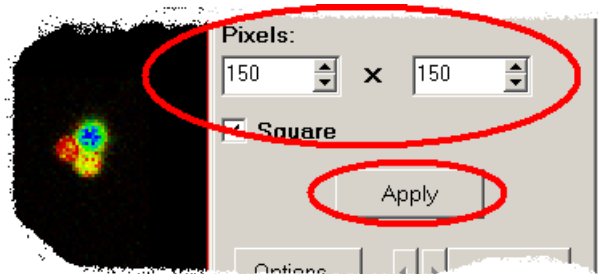 Pixels:
150 x 150
Square
Apply
Options